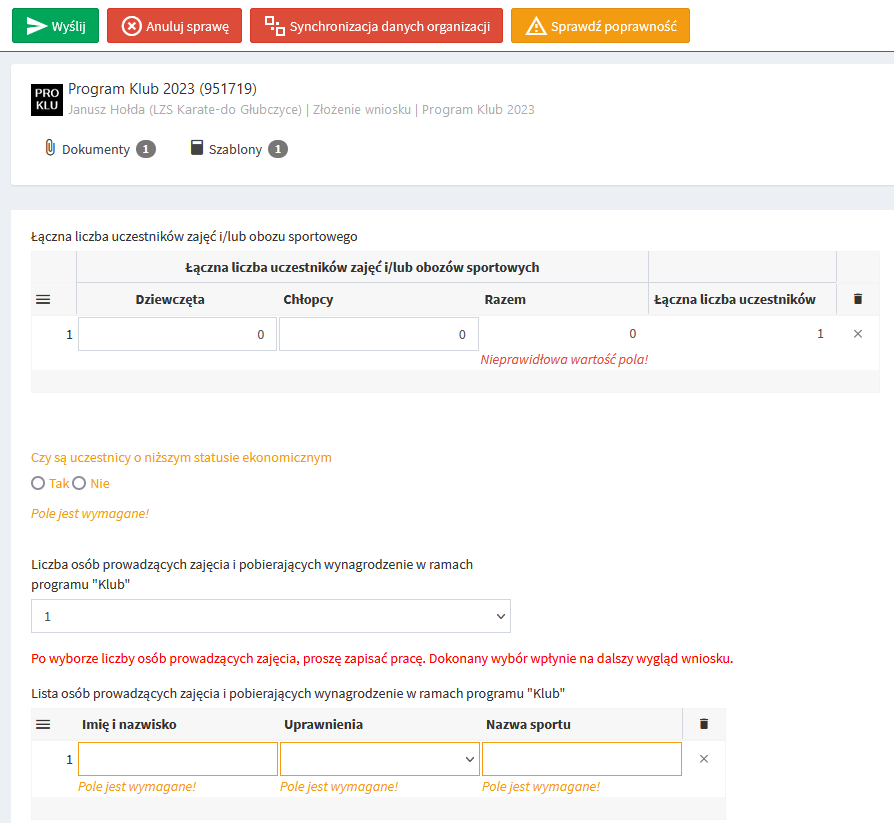 Wyślij Anuluj sprawę Synchronizacja danych organizacji Sprawdź poprawność
PRO
KLU
Program Klub 2023 (951719)
Janusz Hołda (LZS Karate-do Głubczyce) | Złożenie wniosku | Program Klub 2023
Dokumenty 1 Szablony 1
Łączna liczba uczestników zajęć i/lub obozu sportowego
Łączna liczba uczestników zajęć i/lub obozów sportowych
Dziewczęta Chłopcy Razem Łączna liczba uczestników
1 0 0 0 1
Nieprawidłowa wartość pola!
Czy są uczestnicy o niższym statusie ekonomicznym
Tak Nie
Pole jest wymagane!
Liczba osób prowadzących zajęcia i pobierających wynagrodzenie w ramach
programu "Klub"
1
Po wyborze liczby osób prowadzących zajęcia, proszę zapisać pracę. Dokonany wybór wpłynie na dalszy wygląd wniosku.
Lista osób prowadzących zajęcia i pobierających wynagrodzenie w ramach programu "Klub"
Imię i nazwisko Uprawnienia Nazwa sportu
1
Pole jest wymagane! Pole jest wymagane! Pole jest wymagane!